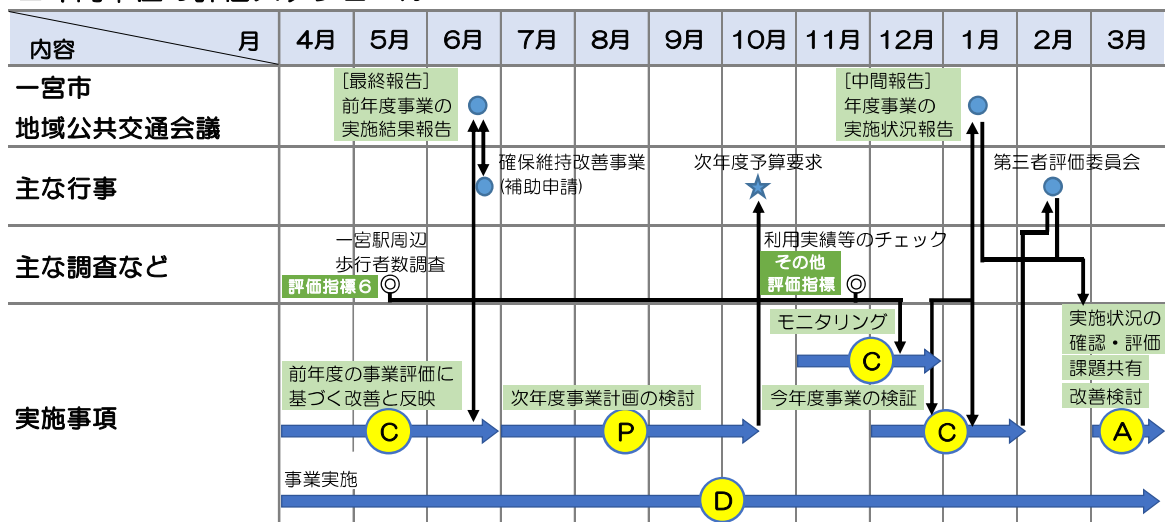 月
内容
4月 5月 6月 7月 8月 9月 10月 11月 12月 1月 2月 3月
一宮市
地域公共交通会議
[最終報告]
前年度事業の
実施結果報告
[中間報告]
年度事業の
実施状況報告
主な行事
確保維持改善事業
(補助申請)
次年度予算要求
第三者評価委員会
主な調査など
一宮駅周辺
歩行者数調査
評価指標6
利用実績等のチェック
その他
評価指標
実施事項
モニタリング
C
実施状況の
確認・評価
課題共有
改善検討
前年度の事業評価に
基づく改善と反映
次年度事業計画の検討
今年度事業の検証
C
P
C
A
事業実施
D